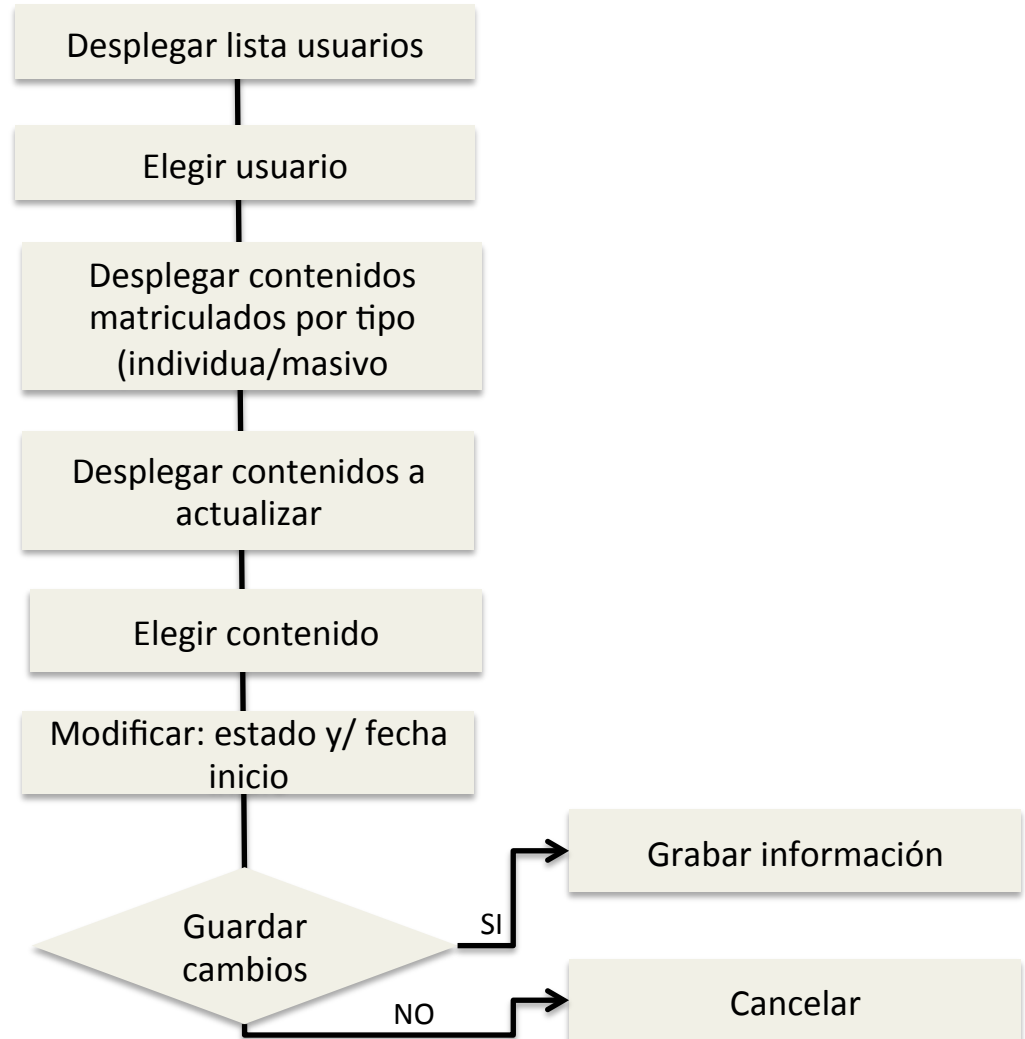 Desplegar lista usuarios
Elegir usuario
Desplegar contenidos
matriculados por tipo
(individua/masivo
Desplegar contenidos a
actualizar
Elegir contenido
Modificar: estado y/ fecha
inicio
Grabar información
Guardar
cambios
SI
Cancelar
NO